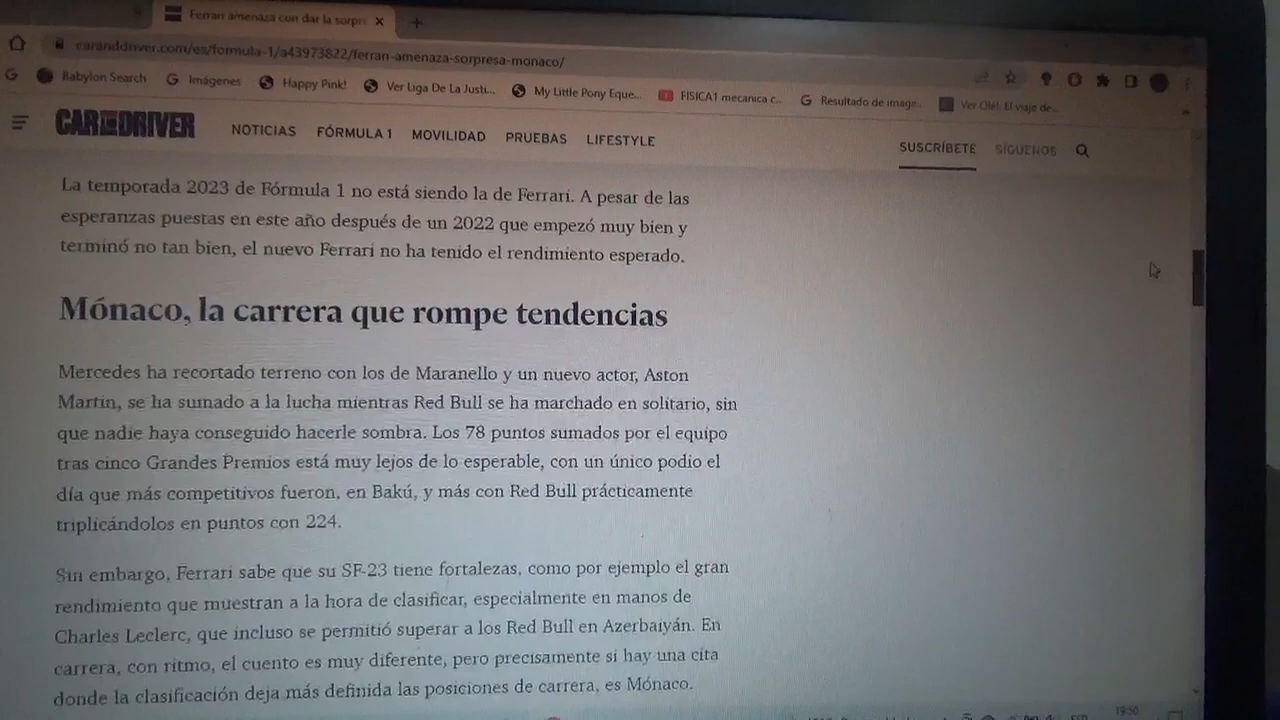 Ferrari amenaza con dar la sorpr
caranddriver.com/es/formula-1/a43973822/ferrari-amenaza-sorpresa-monaco/
Babylon Search
Imágenes
Happy Pink!
Ver Liga De La Justi...
My Little Pony Eque...
FISICA1 mecanica c...
Resultado de image...
Ver Olé! El viaje de...
CAR AND DRIVER
NOTICIAS
FÓRMULA 1
MOVILIDAD
PRUEBAS
LIFESTYLE
SUSCRÍBETE
SÍGUENOS
La temporada 2023 de Fórmula 1 no está siendo la de Ferrari. A pesar de las
esperanzas puestas en este año después de un 2022 que empezó muy bien y
terminó no tan bien, el nuevo Ferrari no ha tenido el rendimiento esperado.
Mónaco, la carrera que rompe tendencias
Mercedes ha recortado terreno con los de Maranello y un nuevo actor, Aston
Martin, se ha sumado a la lucha mientras Red Bull se ha marchado en solitario, sin
que nadie haya conseguido hacerle sombra. Los 78 puntos sumados por el equipo
tras cinco Grandes Premios está muy lejos de lo esperable, con un único podio el
día que más competitivos fueron, en Bakú, y más con Red Bull prácticamente
triplicándolos en puntos con 224.
Sin embargo, Ferrari sabe que su SF-23 tiene fortalezas, como por ejemplo el gran
rendimiento que muestran a la hora de clasificar, especialmente en manos de
Charles Leclerc, que incluso se permitió superar a los Red Bull en Azerbaiyán. En
carrera, con ritmo, el cuento es muy diferente, pero precisamente si hay una cita
donde la clasificación deja más definida las posiciones de carrera, es Mónaco.
19:50